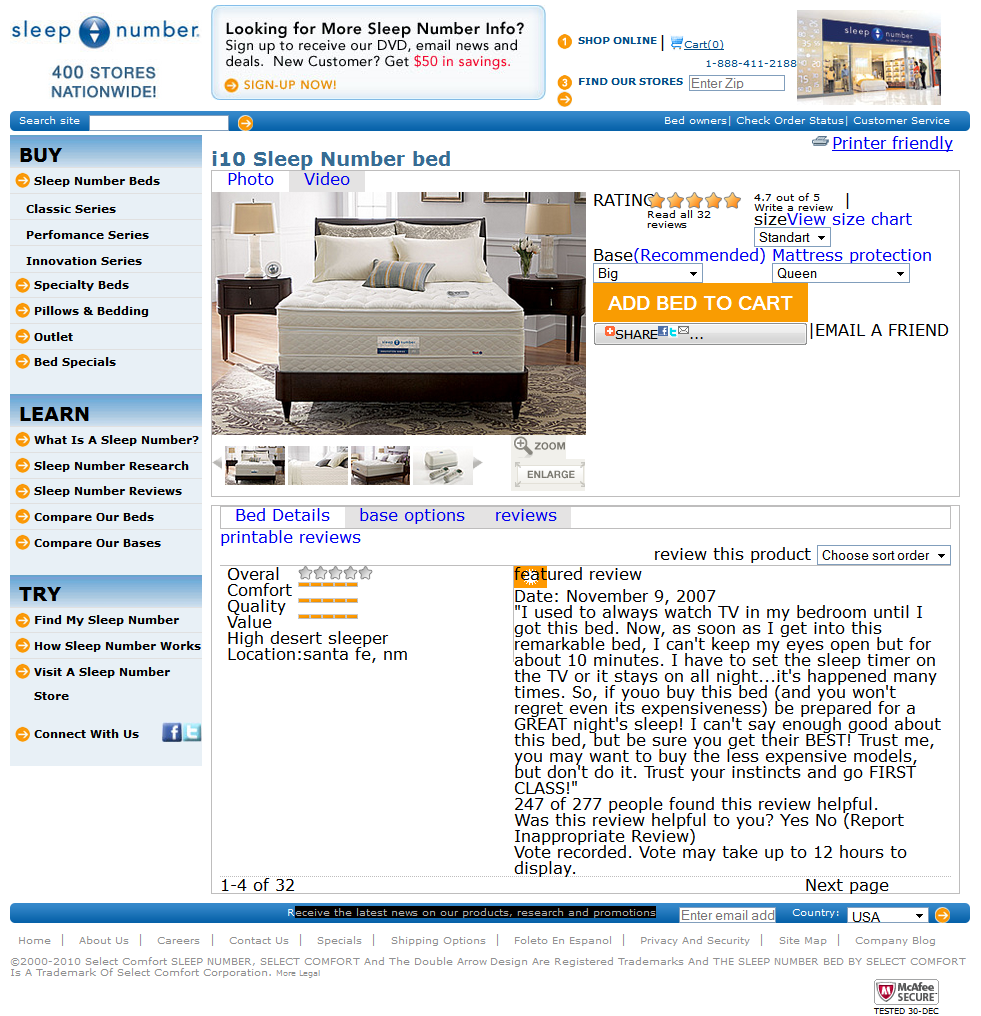 sleep number.
400 STORES
NATIONWIDE!
Looking for More Sleep Number Info?
Sign up to receive our DVD, email news and
deals. New Customer? Get $50 in savings.
SIGN-UP NOW!
1 SHOP ONLINE | Cart(0)
1-888-411-2188
3 FIND OUR STORES Enter Zip
sleep number
Search site
Bed owners| Check Order Status| Customer Service
BUY
Sleep Number Beds
Classic Series
Perfomance Series
Innovation Series
Specialty Beds
Pillows & Bedding
Outlet
Bed Specials
LEARN
What Is A Sleep Number?
Sleep Number Research
Sleep Number Reviews
Compare Our Beds
Compare Our Bases
TRY
Find My Sleep Number
How Sleep Number Works
Visit A Sleep Number
Store
Connect With Us
Printer friendly
i10 Sleep Number bed
Photo Video
sleep number
ZOOM
ENLARGE
RATING
Read all 32
reviews
4.7 out of 5 |
Write a review
sizeView size chart
Standart
Base(Recommended) Mattress protection
Big Queen
ADD BED TO CART
SHARE ... |EMAIL A FRIEND
Bed Details base options reviews
printable reviews
review this product Choose sort order
Overal
Comfort
Quality
Value
High desert sleeper
Location:santa fe, nm
featured review
Date: November 9, 2007
"I used to always watch TV in my bedroom until I
got this bed. Now, as soon as I get into this
remarkable bed, I can't keep my eyes open but for
about 10 minutes. I have to set the sleep timer on
the TV or it stays on all night...it's happened many
times. So, if youo buy this bed (and you won't
regret even its expensiveness) be prepared for a
GREAT night's sleep! I can't say enough good about
this bed, but be sure you get their BEST! Trust me,
you may want to buy the less expensive models,
but don't do it. Trust your instincts and go FIRST
CLASS!"
247 of 277 people found this review helpful.
Was this review helpful to you? Yes No (Report
Inappropriate Review)
Vote recorded. Vote may take up to 12 hours to
display.
1-4 of 32 Next page
Receive the latest news on our products, research and promotions Enter email add Country: USA
Home | About Us | Careers | Contact Us | Specials | Shipping Options | Foleto En Espanol | Privacy And Security | Site Map | Company Blog
©2000-2010 Select Comfort SLEEP NUMBER, SELECT COMFORT And The Double Arrow Design Are Registered Trademarks And THE SLEEP NUMBER BED BY SELECT COMFORT
Is A Trademark Of Select Comfort Corporation. More Legal
McAfee
SECURE
TESTED 30-DEC